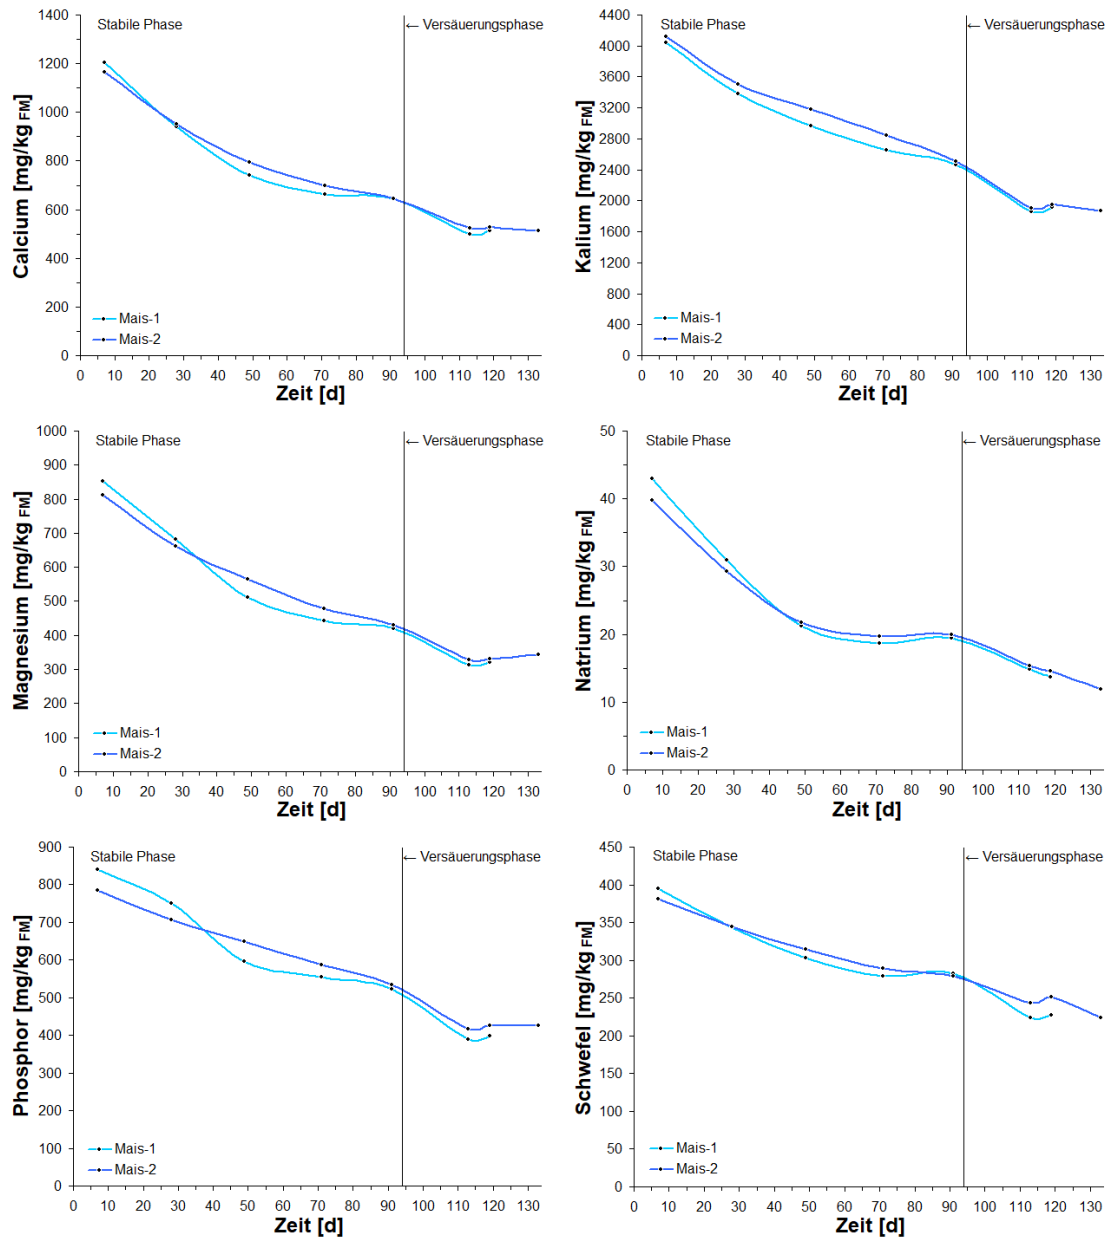 Stabile Phase
← Versäuerungsphase
Calcium [mg/kg FM]
1400
1200
1000
800
600
400
200
0
Mais-1
Mais-2
0 10 20 30 40 50 60 70 80 90 100 110 120 130
Zeit [d]
Stabile Phase
← Versäuerungsphase
Kalium [mg/kg FM]
4400
4000
3600
3200
2800
2400
2000
1600
1200
800
400
0
Mais-1
Mais-2
0 10 20 30 40 50 60 70 80 90 100 110 120 130
Zeit [d]
Stabile Phase
← Versäuerungsphase
Magnesium [mg/kg FM]
1000
900
800
700
600
500
400
300
200
100
0
Mais-1
Mais-2
0 10 20 30 40 50 60 70 80 90 100 110 120 130
Zeit [d]
Stabile Phase
← Versäuerungsphase
Natrium [mg/kg FM]
50
40
30
20
10
0
Mais-1
Mais-2
0 10 20 30 40 50 60 70 80 90 100 110 120 130
Zeit [d]
Stabile Phase
← Versäuerungsphase
Phosphor [mg/kg FM]
900
800
700
600
500
400
300
200
100
0
Mais-1
Mais-2
0 10 20 30 40 50 60 70 80 90 100 110 120 130
Zeit [d]
Stabile Phase
← Versäuerungsphase
Schwefel [mg/kg FM]
450
400
350
300
250
200
150
100
50
0
Mais-1
Mais-2
0 10 20 30 40 50 60 70 80 90 100 110 120 130
Zeit [d]